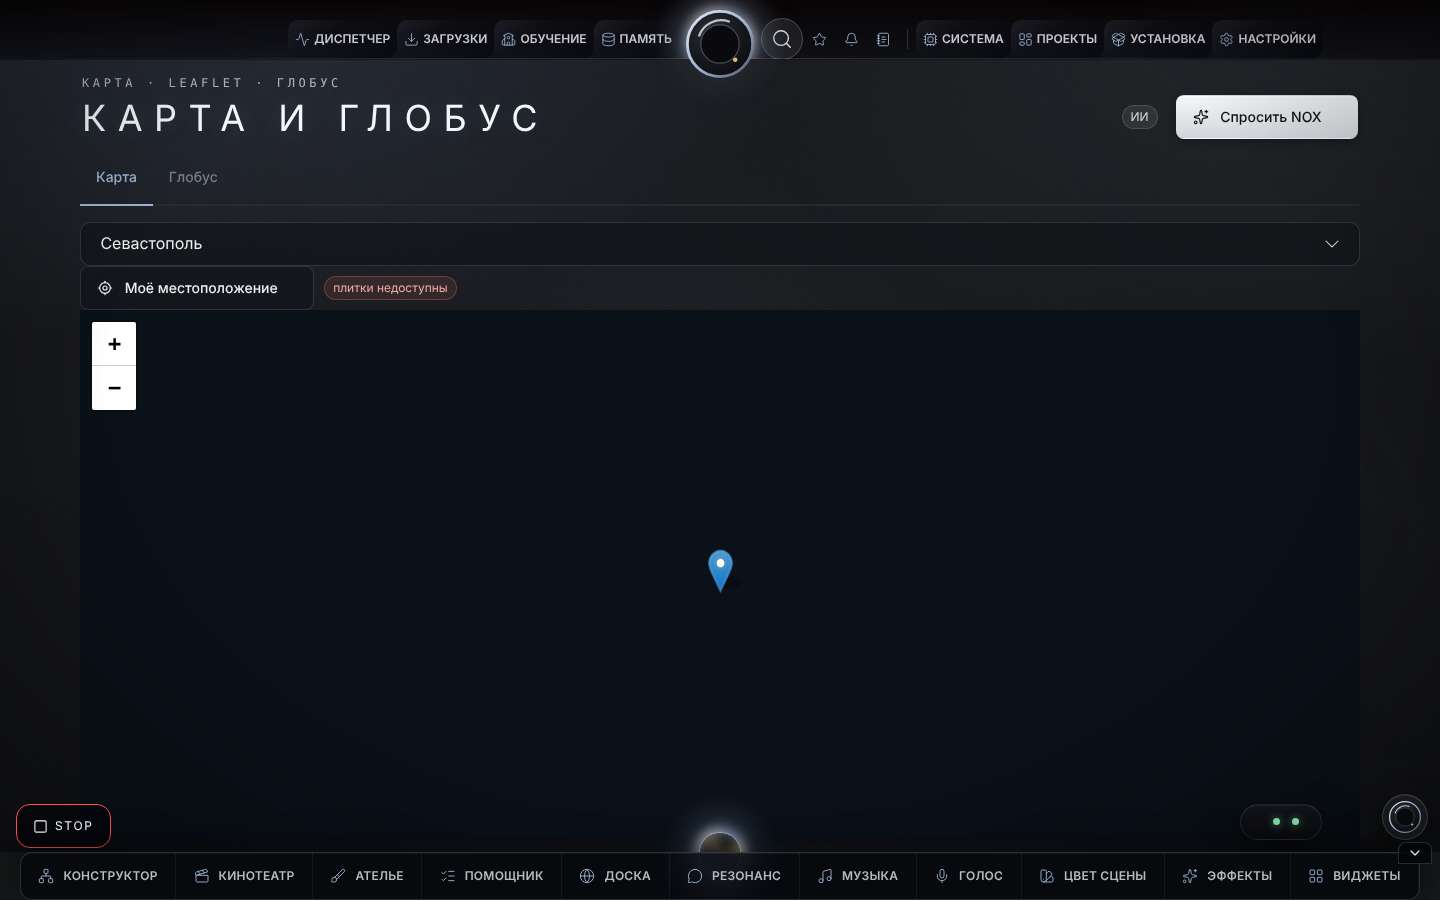 ДИСПЕТЧЕР ЗАГРУЗКИ ОБУЧЕНИЕ ПАМЯТЬ СИСТЕМА ПРОЕКТЫ УСТАНОВКА НАСТРОЙКИ
КАРТА · LEAFLET · ГЛОБУС
КАРТА И ГЛОБУС
ИИ Спросить NOX
Карта Глобус
Севастополь
Моё местоположение плитки недоступны
+
−
STOP
КОНСТРУКТОР КИНОТЕАТР АТЕЛЬЕ ПОМОЩНИК ДОСКА РЕЗОНАНС МУЗЫКА ГОЛОС ЦВЕТ СЦЕНЫ ЭФФЕКТЫ ВИДЖЕТЫ